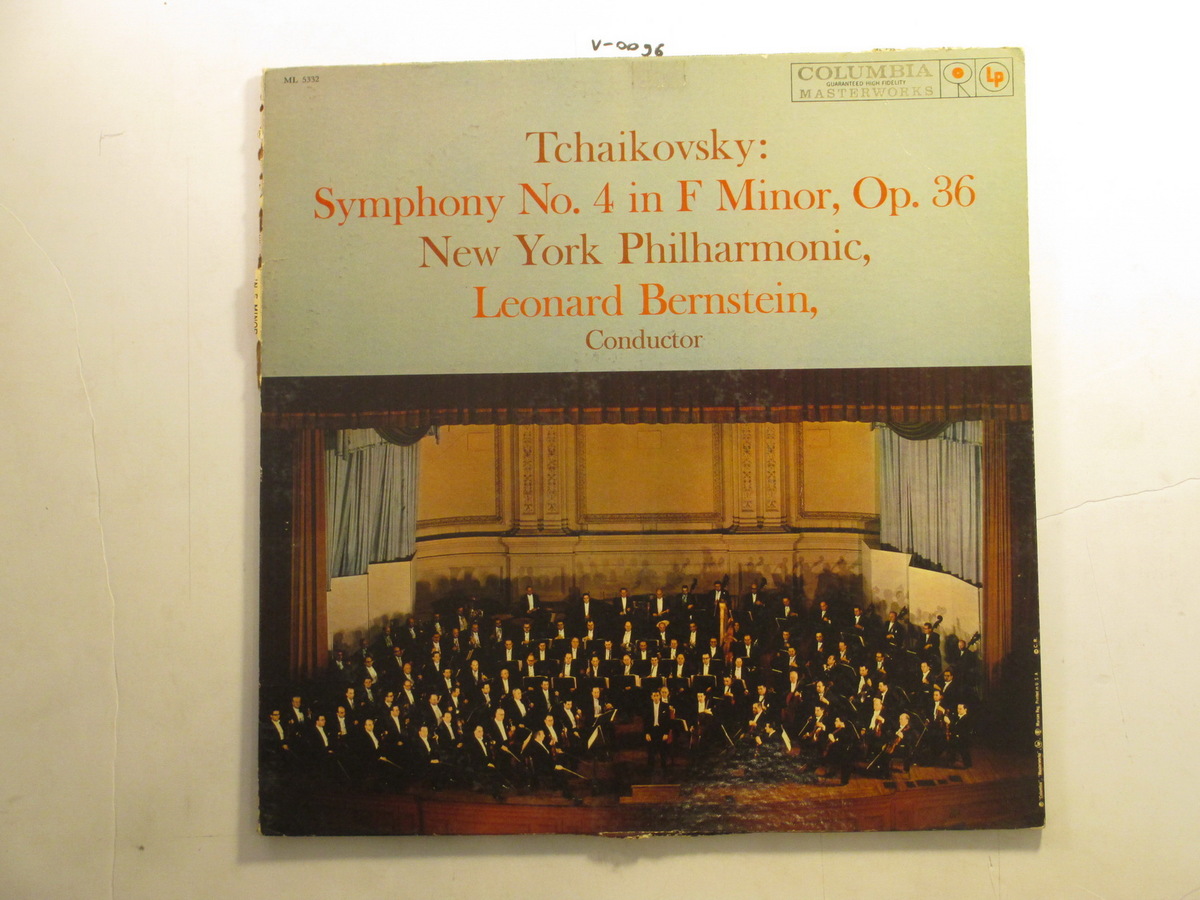 V-0096
ML 5332
COLUMBIA
GUARANTEED HIGH FIDELITY
MASTERWORKS
Lp
Tchaikovsky:
Symphony No. 4 in F Minor, Op. 36
New York Philharmonic,
Leonard Bernstein,
Conductor